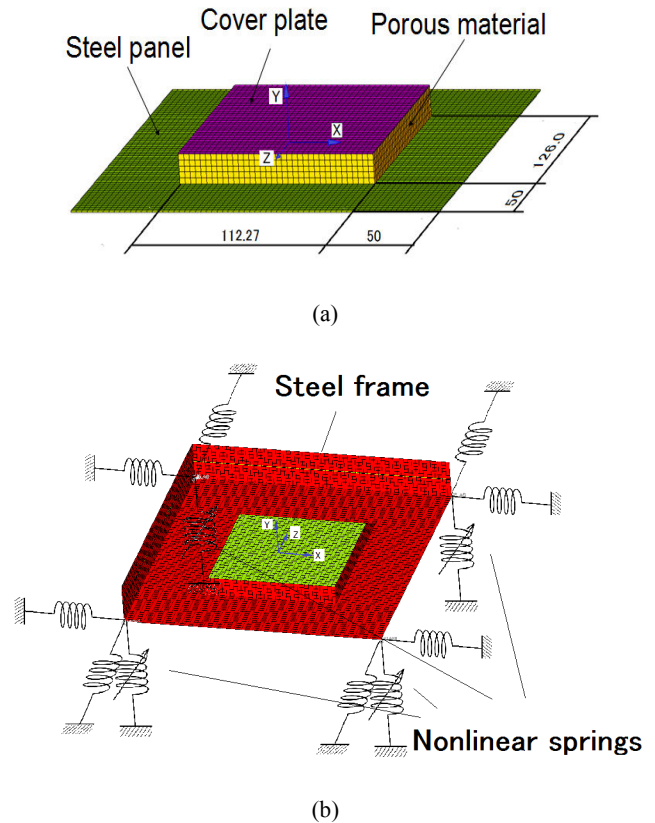 Cover plate
Porous material
Steel panel
Y
X
Z
126.0
50
112.27
50
(a)
Steel frame
Y
Z
X
Nonlinear springs
(b)